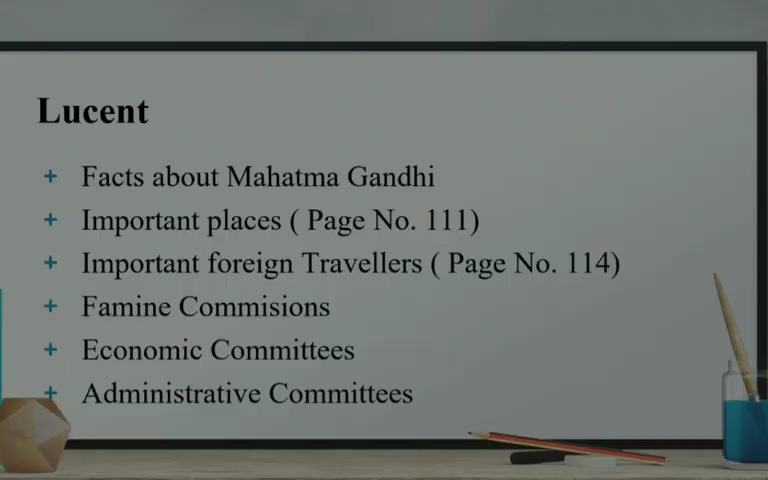 Lucent
+ Facts about Mahatma Gandhi
+ Important places ( Page No. 111)
+ Important foreign Travellers ( Page No. 114)
+ Famine Commisions
+ Economic Committees
+ Administrative Committees